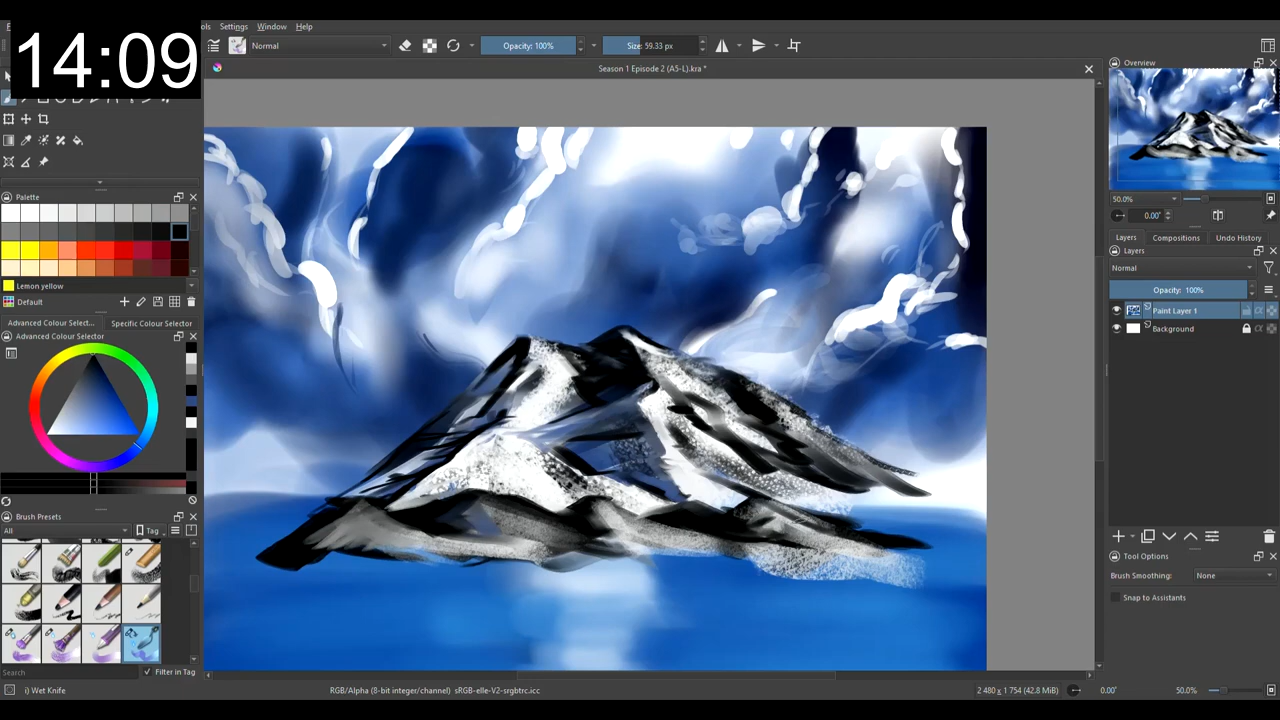 14:09
Settings Window Help
Normal
Opacity: 100%
Size: 59.33 px
Season 1 Episode 2 (A5-L).kra *
Overview
50.0%
0.00°
Palette
Lemon yellow
Default
Advanced Colour Select...
Specific Colour Selector
Advanced Colour Selector
Brush Presets
All
Tag
Search
Filter in Tag
Layers
Compositions
Undo History
Layers
Normal
Opacity: 100%
Paint Layer 1
Background
Tool Options
Brush Smoothing:
None
Snap to Assistants
i) Wet Knife
RGB/Alpha (8-bit integer/channel) sRGB-elle-V2-srgbtrc.icc
2 480 x 1 754 (42.8 MiB)
0.00°
50.0%